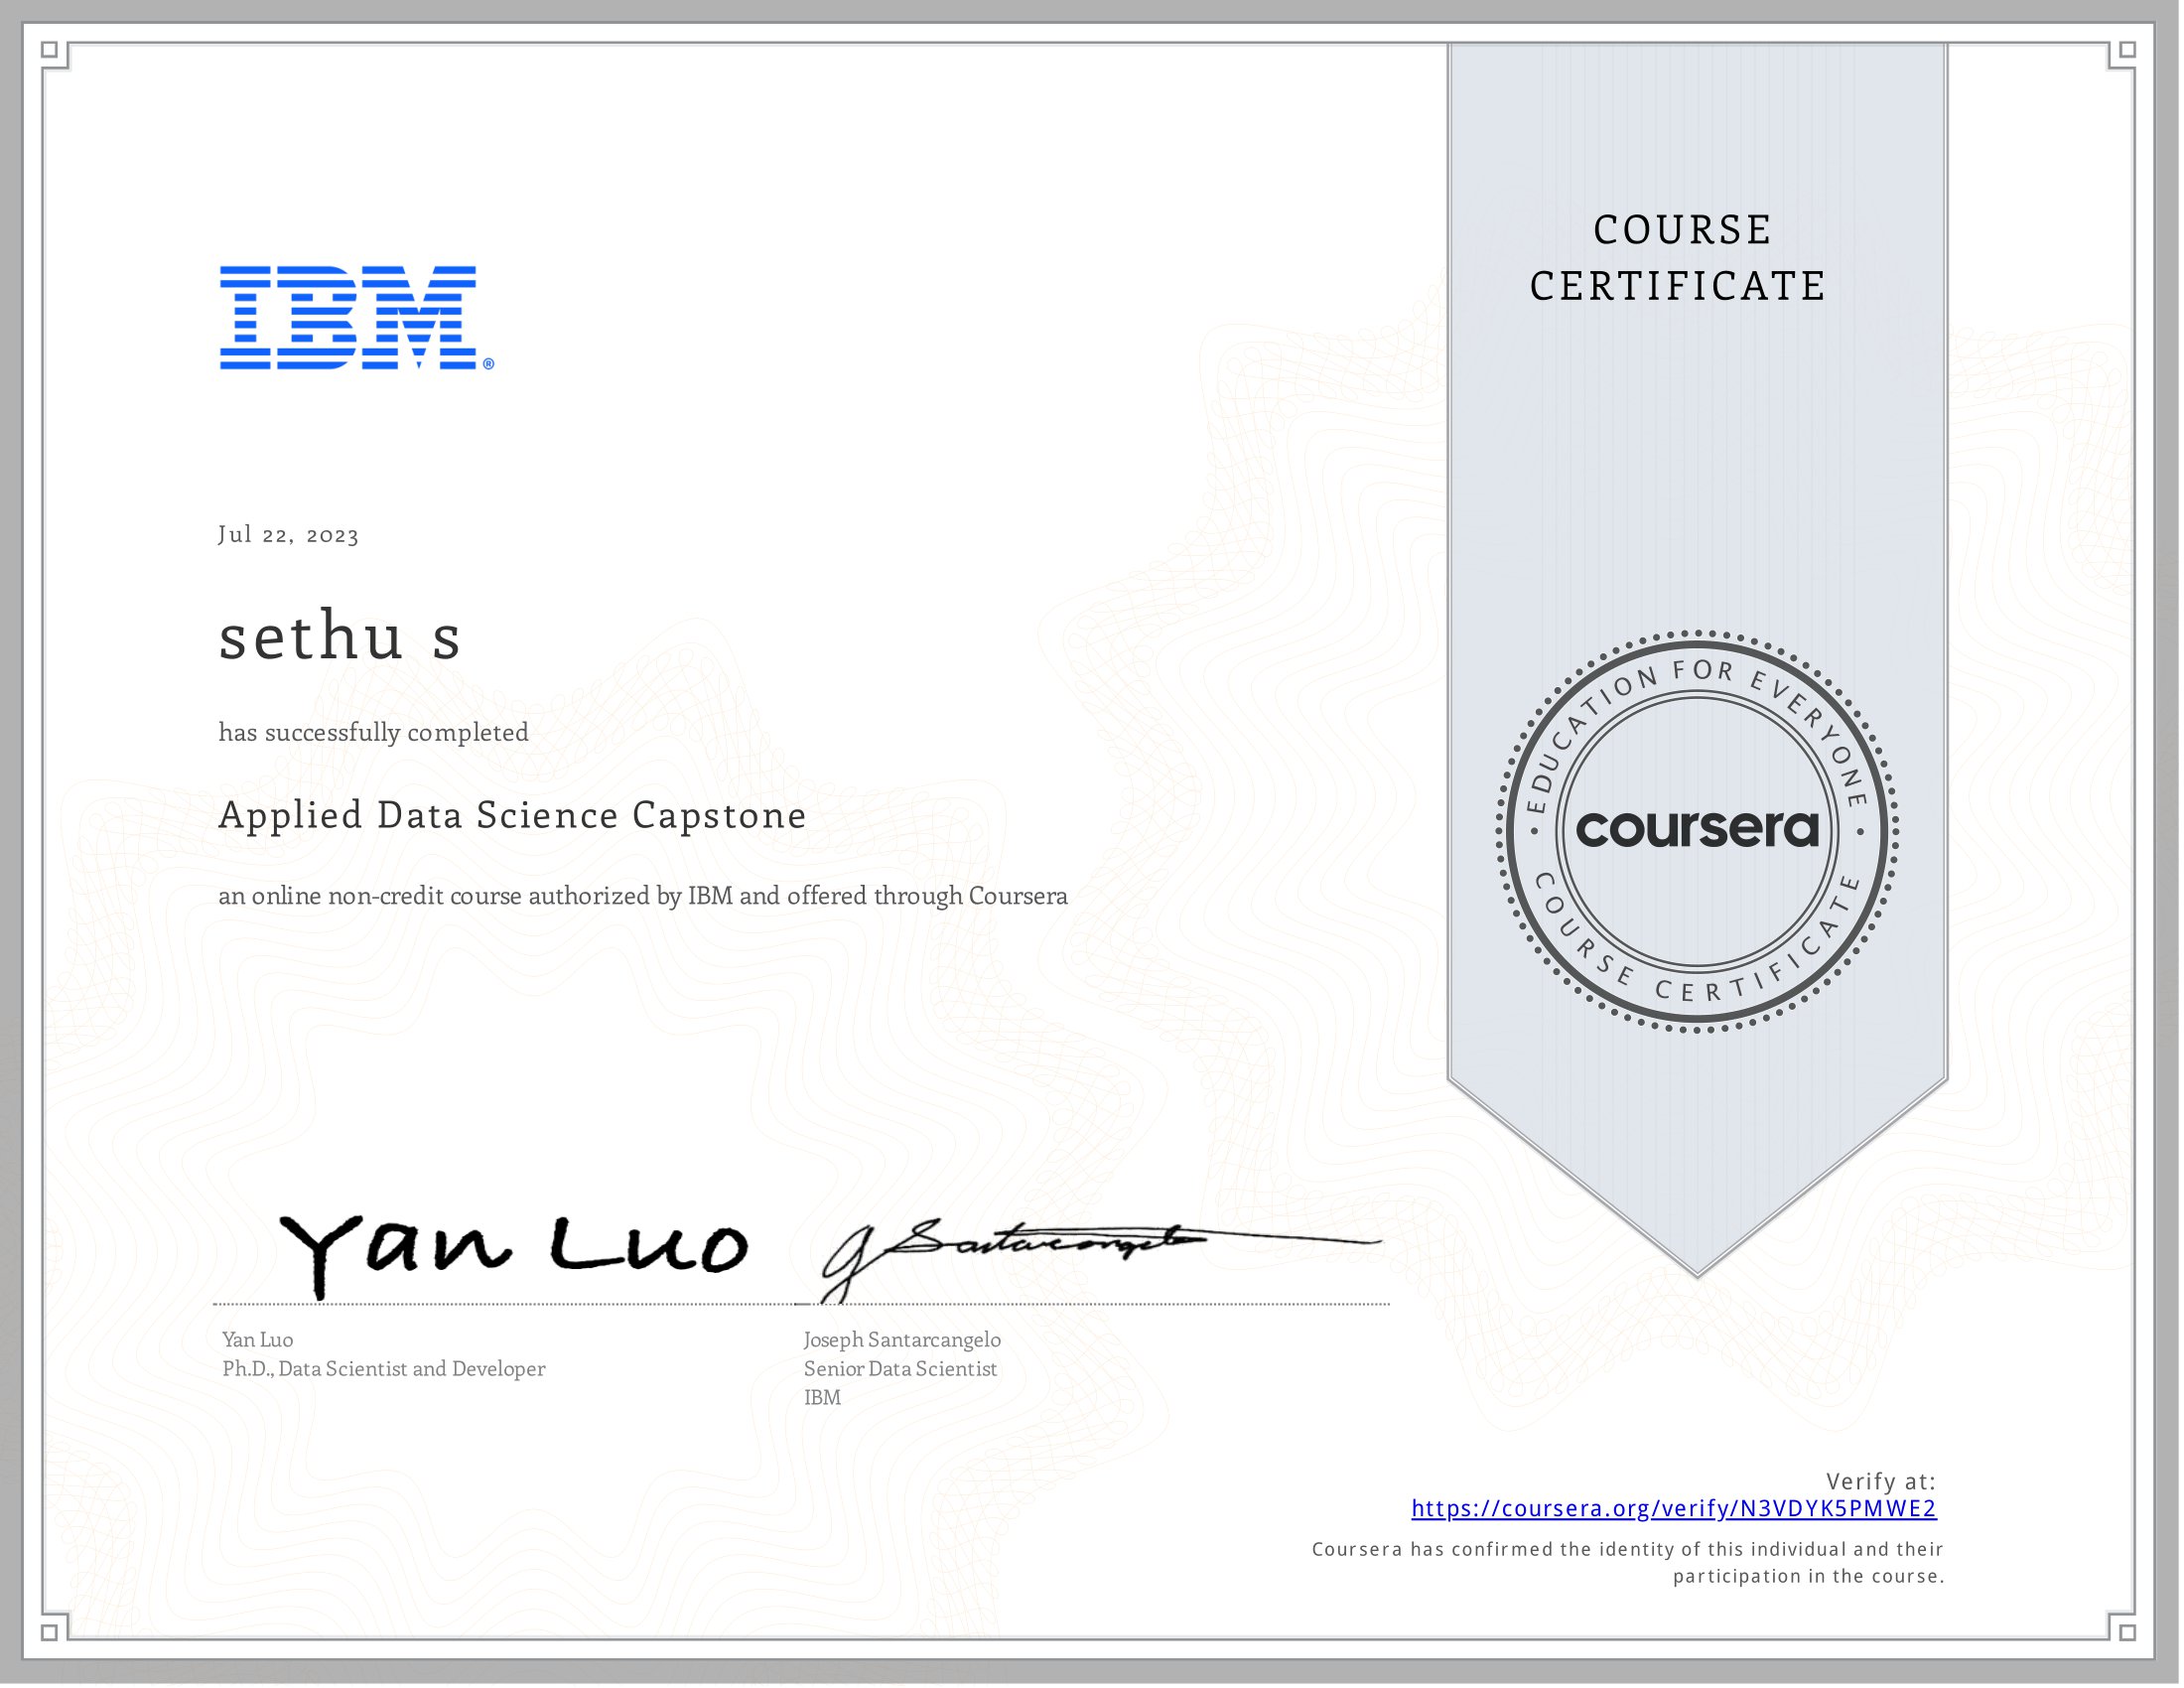 IBM®
COURSE
CERTIFICATE
Jul 22, 2023
sethu s
has successfully completed
Applied Data Science Capstone
an online non-credit course authorized by IBM and offered through Coursera
EDUCATION FOR EVERYONE
coursera
COURSE CERTIFICATE
Yan Luo
J Santarcangelo
Yan Luo
Ph.D., Data Scientist and Developer
Joseph Santarcangelo
Senior Data Scientist
IBM
Verify at:
https://coursera.org/verify/N3VDYK5PMWE2
Coursera has confirmed the identity of this individual and their
participation in the course.